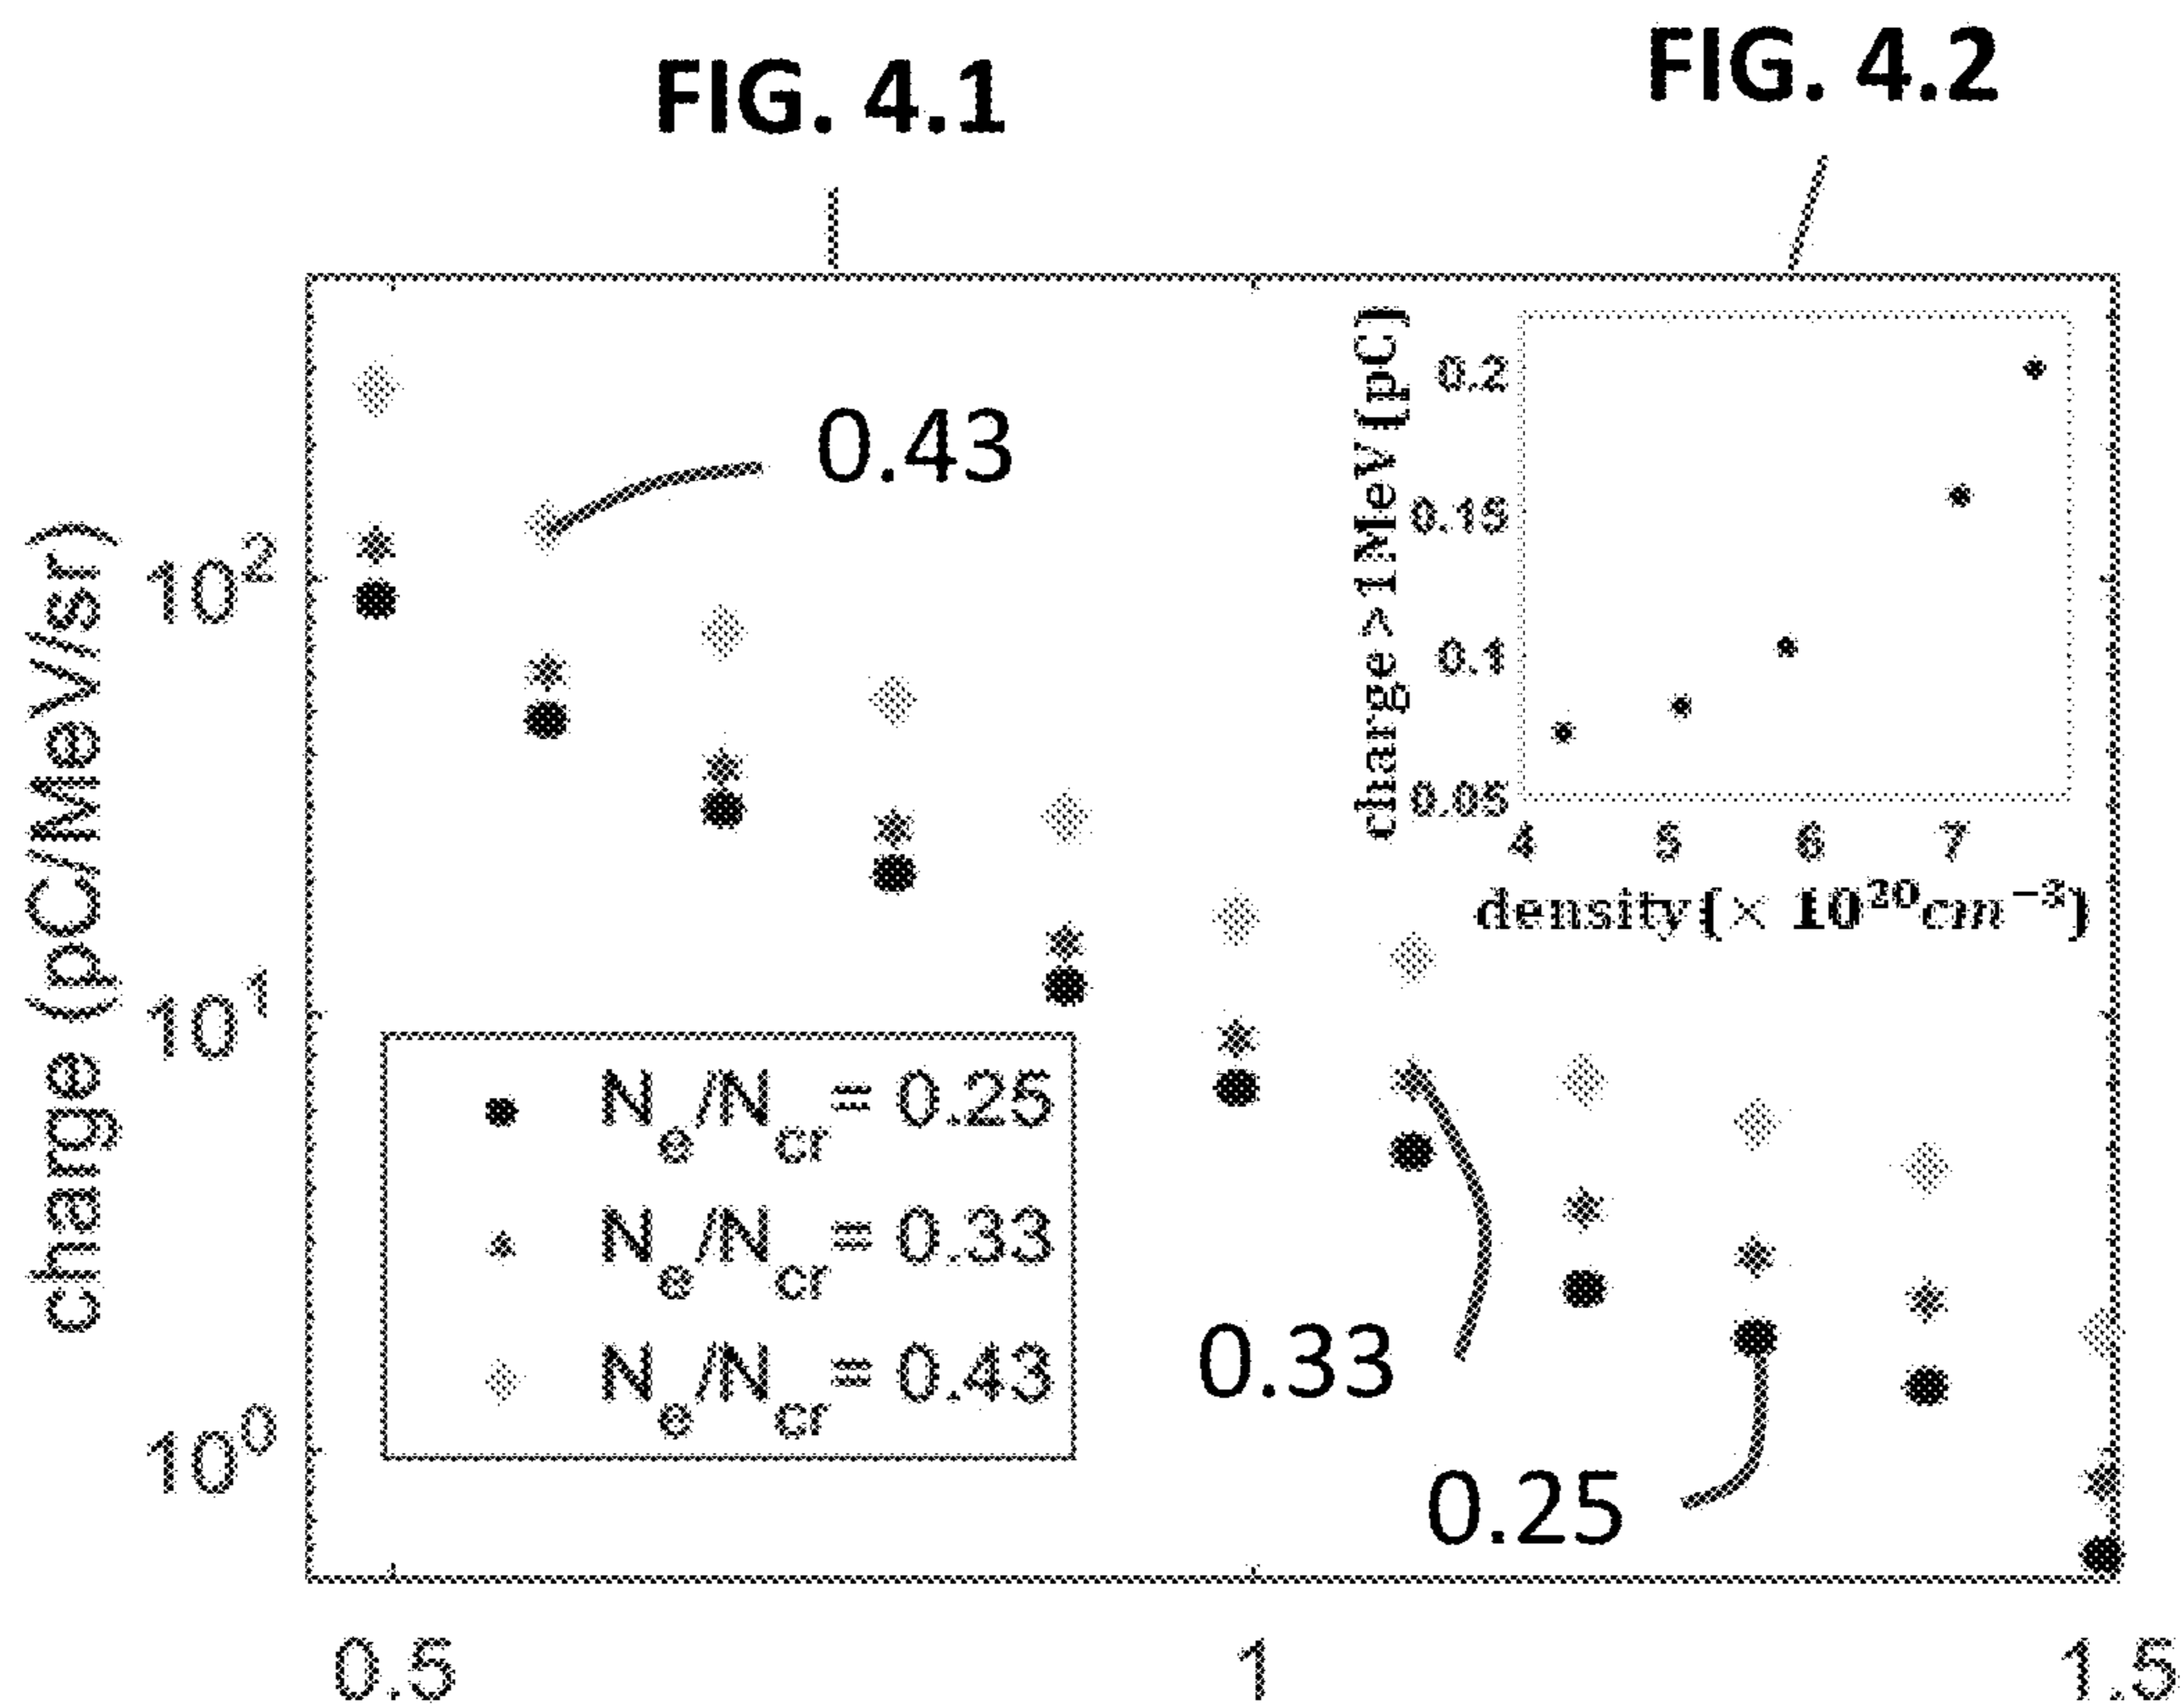 FIG. 4.1
FIG. 4.2
charge (pC/MeV/sr)
10²
10¹
10⁰
0.43
0.33
0.25
Nₑ/N꜀ᵣ = 0.25
Nₑ/N꜀ᵣ = 0.33
Nₑ/N꜀ᵣ = 0.43
0.5
1
1.5
charge>1MeV[pC]
0.2
0.15
0.1
0.05
4
5
6
7
density(× 10²⁰cm⁻³)